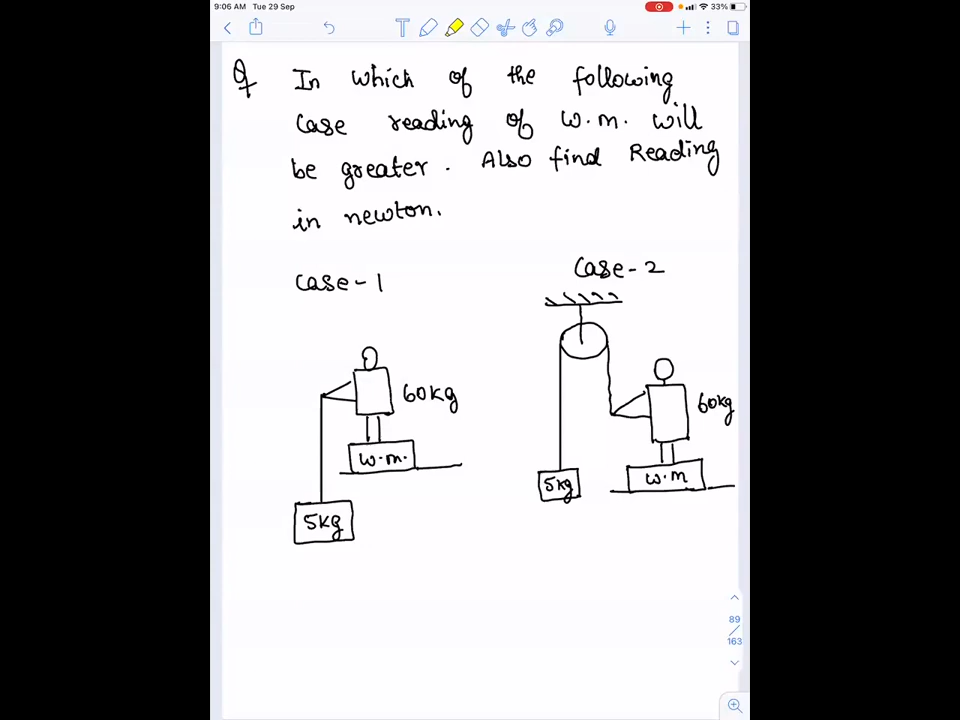 9:06 AM Tue 29 Sep
33%
Q In which of the following
case reading of w.m. will
be greater. Also find Reading
in newton.
case-1
case-2
60kg
w.m.
5kg
60kg
w.m
5kg
89
163